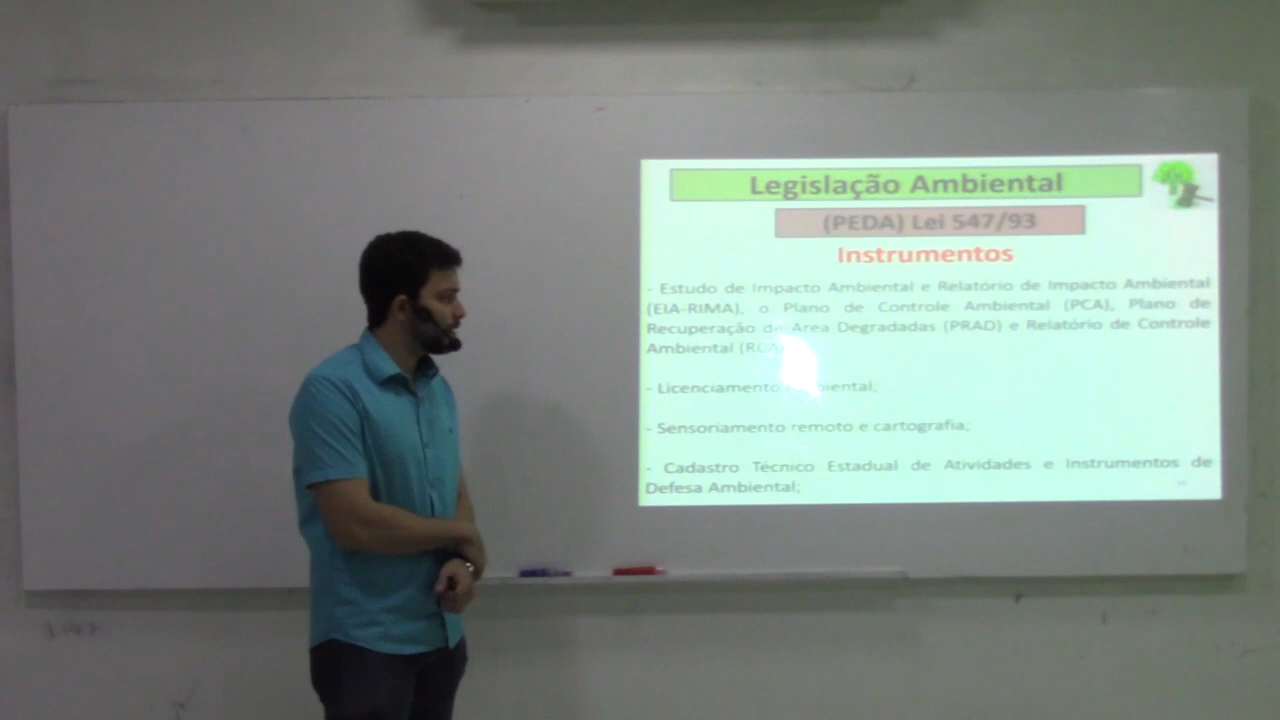 Legislação Ambiental
(PEDA) Lei 547/93
Instrumentos
- Estudo de Impacto Ambiental e Relatório de Impacto Ambiental
(EIA-RIMA), o Plano de Controle Ambiental (PCA), Plano de
Recuperação de Área Degradadas (PRAD) e Relatório de Controle
Ambiental (RCA
- Licenciamento Ambiental;
- Sensoriamento remoto e cartografia;
- Cadastro Técnico Estadual de Atividades e Instrumentos de
Defesa Ambiental;